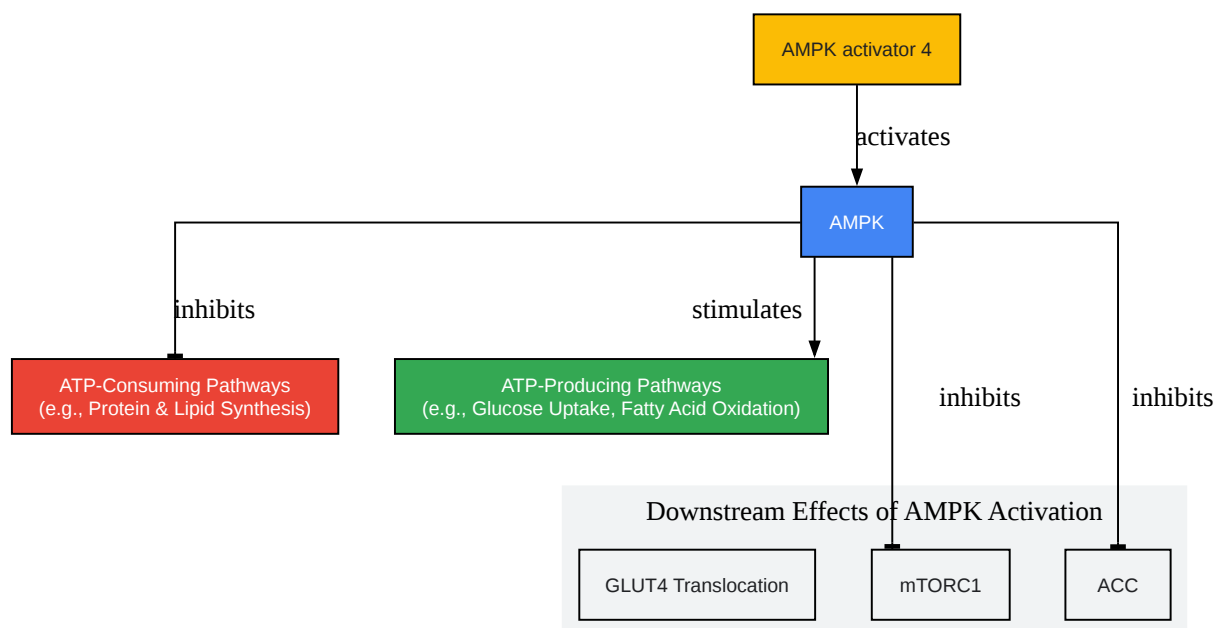 AMPK activator 4
activates
AMPK
inhibits
stimulates
ATP-Consuming Pathways
(e.g., Protein & Lipid Synthesis)
ATP-Producing Pathways
(e.g., Glucose Uptake, Fatty Acid Oxidation)
inhibits
inhibits
Downstream Effects of AMPK Activation
GLUT4 Translocation
mTORC1
ACC